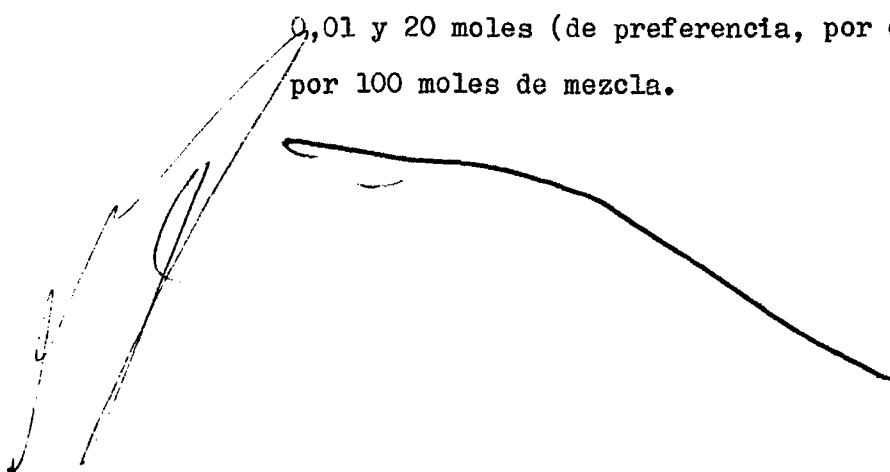 0,01 y 20 moles (de preferencia, por
por 100 moles de mezcla.